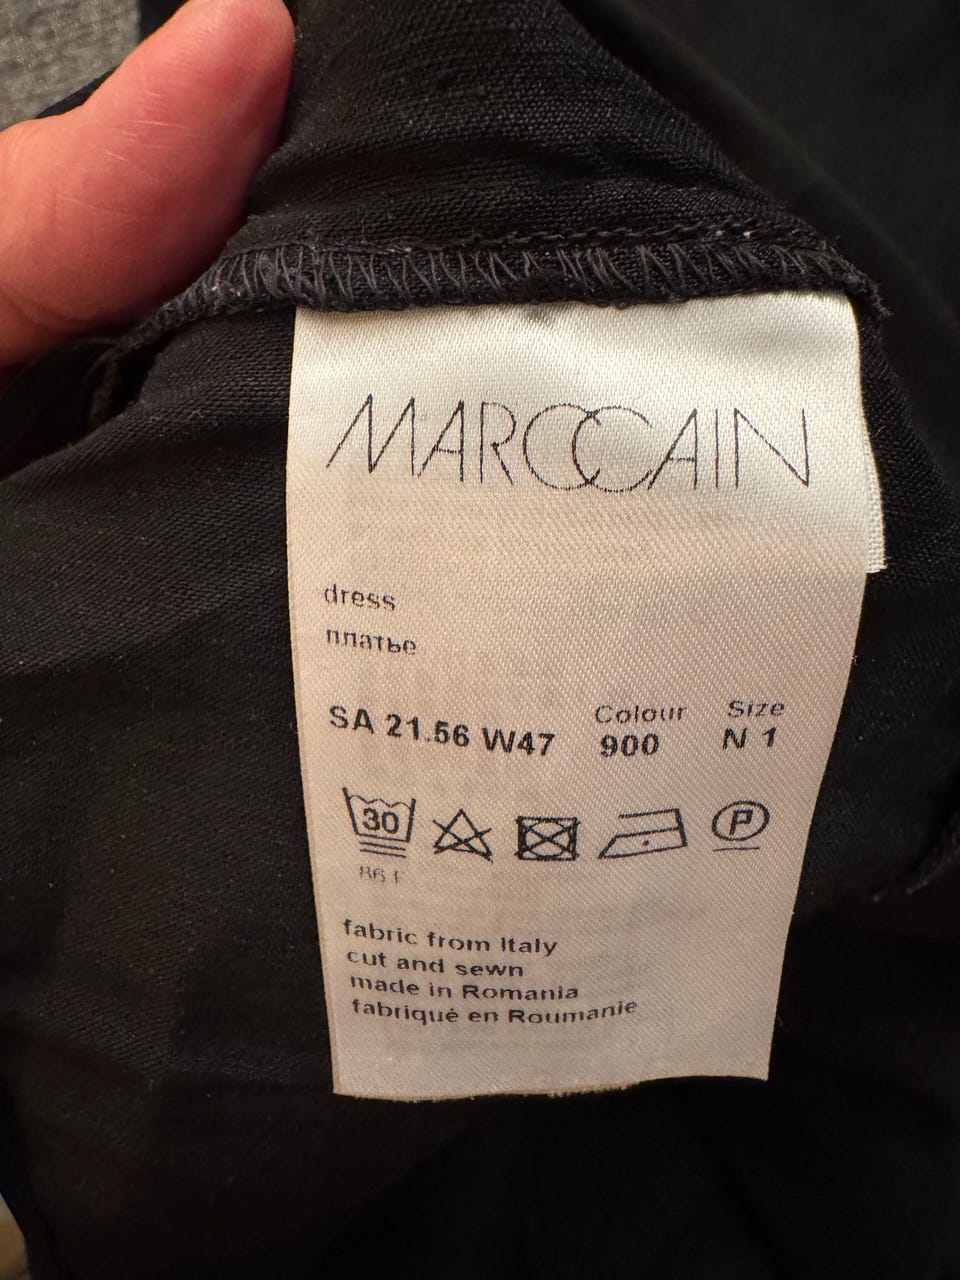 MARCCAIN
dress
платье
SA 21.56 W47 Colour 900 Size N 1
30
86 F
fabric from Italy
cut and sewn
made in Romania
fabriqué en Roumanie
P